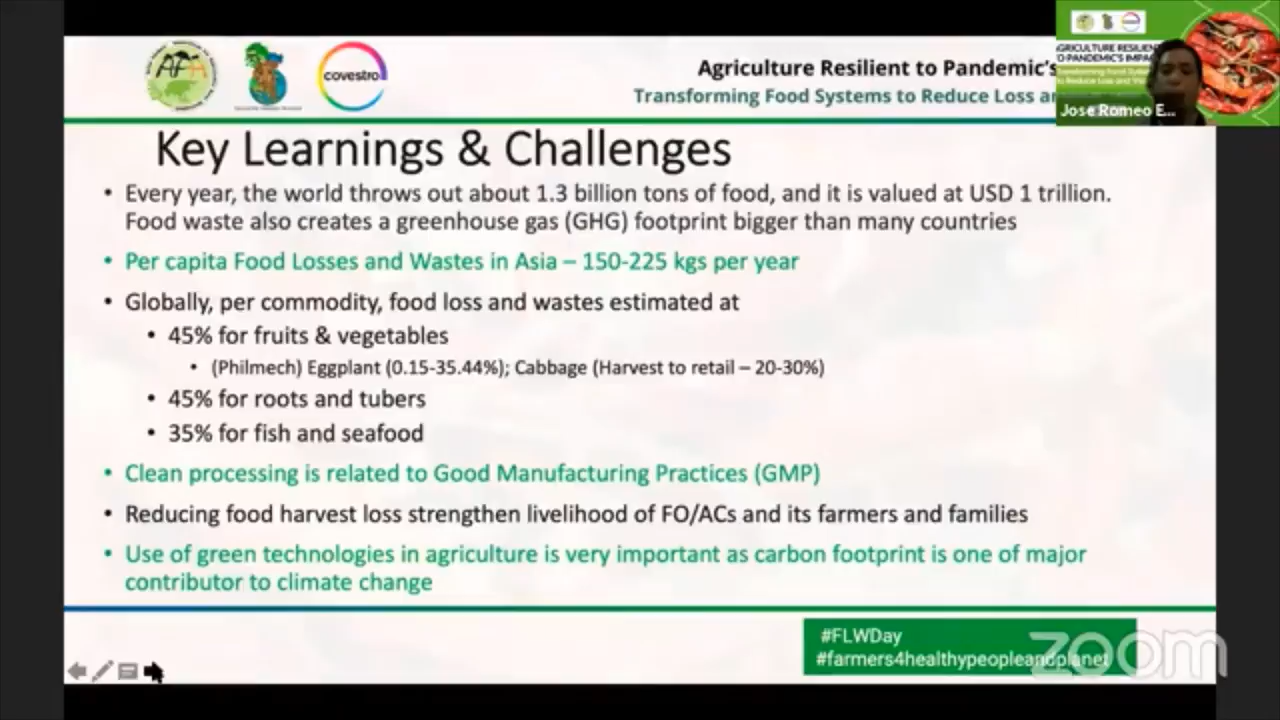 AFA
covestro
Agriculture Resilient to Pandemic's
Transforming Food Systems to Reduce Loss an
AGRICULTURE RESILIEN
TO PANDEMIC'S IMPA
Jose Romeo E...
Key Learnings & Challenges
• Every year, the world throws out about 1.3 billion tons of food, and it is valued at USD 1 trillion.
Food waste also creates a greenhouse gas (GHG) footprint bigger than many countries
• Per capita Food Losses and Wastes in Asia – 150-225 kgs per year
• Globally, per commodity, food loss and wastes estimated at
• 45% for fruits & vegetables
• (Philmech) Eggplant (0.15-35.44%); Cabbage (Harvest to retail – 20-30%)
• 45% for roots and tubers
• 35% for fish and seafood
• Clean processing is related to Good Manufacturing Practices (GMP)
• Reducing food harvest loss strengthen livelihood of FO/ACs and its farmers and families
• Use of green technologies in agriculture is very important as carbon footprint is one of major
contributor to climate change
#FLWDay
#farmers4healthypeopleandplanet
zoom